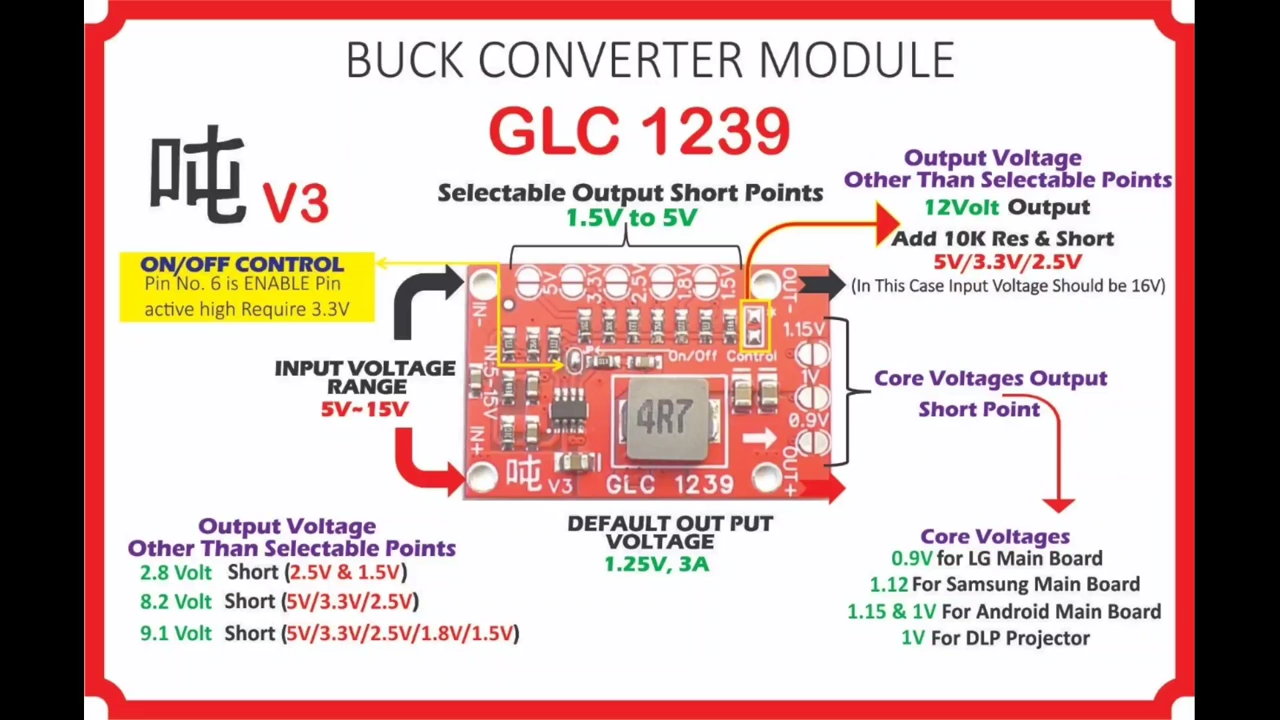 BUCK CONVERTER MODULE
GLC 1239
吨 V3
Selectable Output Short Points
1.5V to 5V
Output Voltage
Other Than Selectable Points
12Volt Output
Add 10K Res & Short
5V/3.3V/2.5V
(In This Case Input Voltage Should be 16V)
ON/OFF CONTROL
Pin No. 6 is ENABLE Pin
active high Require 3.3V
INPUT VOLTAGE
RANGE
5V~15V
IN-
5V
3.3V
2.5V
1.8V
1.5V
OUT-
1.15V
On/Off Control
1V
IN:5-15V
0.9V
4R7
IN+
OUT+
吨 V3
GLC 1239
Core Voltages Output
Short Point
DEFAULT OUT PUT
VOLTAGE
1.25V, 3A
Output Voltage
Other Than Selectable Points
2.8 Volt Short (2.5V & 1.5V)
8.2 Volt Short (5V/3.3V/2.5V)
9.1 Volt Short (5V/3.3V/2.5V/1.8V/1.5V)
Core Voltages
0.9V for LG Main Board
1.12 For Samsung Main Board
1.15 & 1V For Android Main Board
1V For DLP Projector